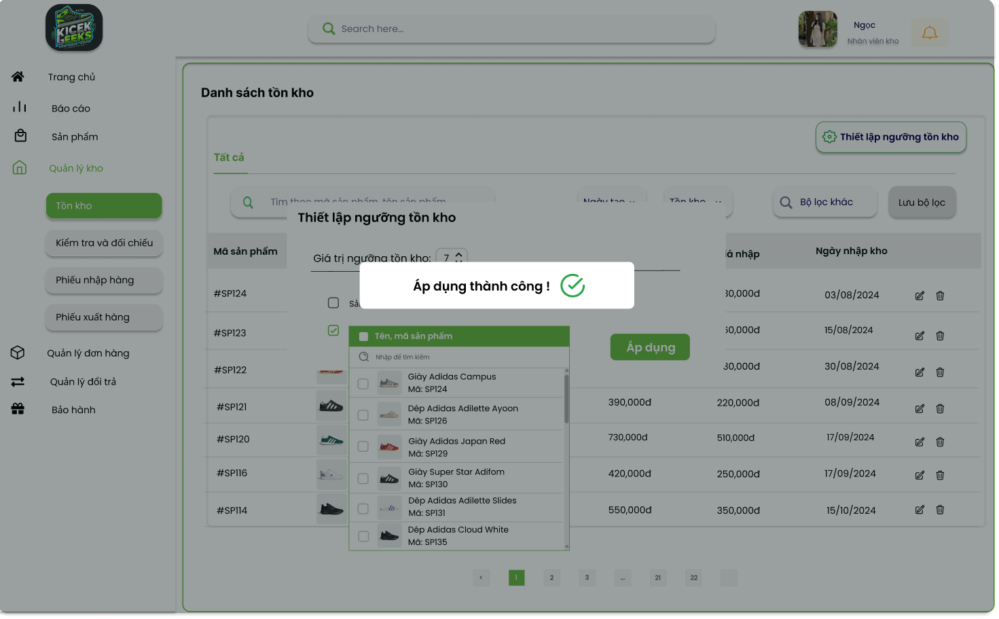 KICEK
GEEKS
Search here...
Ngọc
Nhân viên kho
Trang chủ
Báo cáo
Sản phẩm
Quản lý kho
Tồn kho
Kiểm tra và đối chiếu
Phiếu nhập hàng
Phiếu xuất hàng
Quản lý đơn hàng
Quản lý đổi trả
Bảo hành
Danh sách tồn kho
Thiết lập ngưỡng tồn kho
Tất cả
Tìm theo mã sản phẩm, tên sản phẩm
Ngày tạo
Tồn kho
Bộ lọc khác
Lưu bộ lọc
Thiết lập ngưỡng tồn kho
Giá trị ngưỡng tồn kho: 7
Áp dụng thành công !
Áp dụng
Tên, mã sản phẩm
Nhập để tìm kiếm
Giày Adidas Campus
Mã: SP124
Dép Adidas Adilette Ayoon
Mã: SP126
Giày Adidas Japan Red
Mã: SP129
Giày Super Star Adifom
Mã: SP130
Dép Adidas Adilette Slides
Mã: SP131
Dép Adidas Cloud White
Mã: SP135
Mã sản phẩm
á nhập
Ngày nhập kho
#SP124
30,000đ
03/08/2024
#SP123
60,000đ
15/08/2024
#SP122
30,000đ
30/08/2024
#SP121
390,000đ
220,000đ
08/09/2024
#SP120
730,000đ
510,000đ
17/09/2024
#SP116
420,000đ
250,000đ
17/09/2024
#SP114
550,000đ
350,000đ
15/10/2024
< 1 2 3 ... 21 22